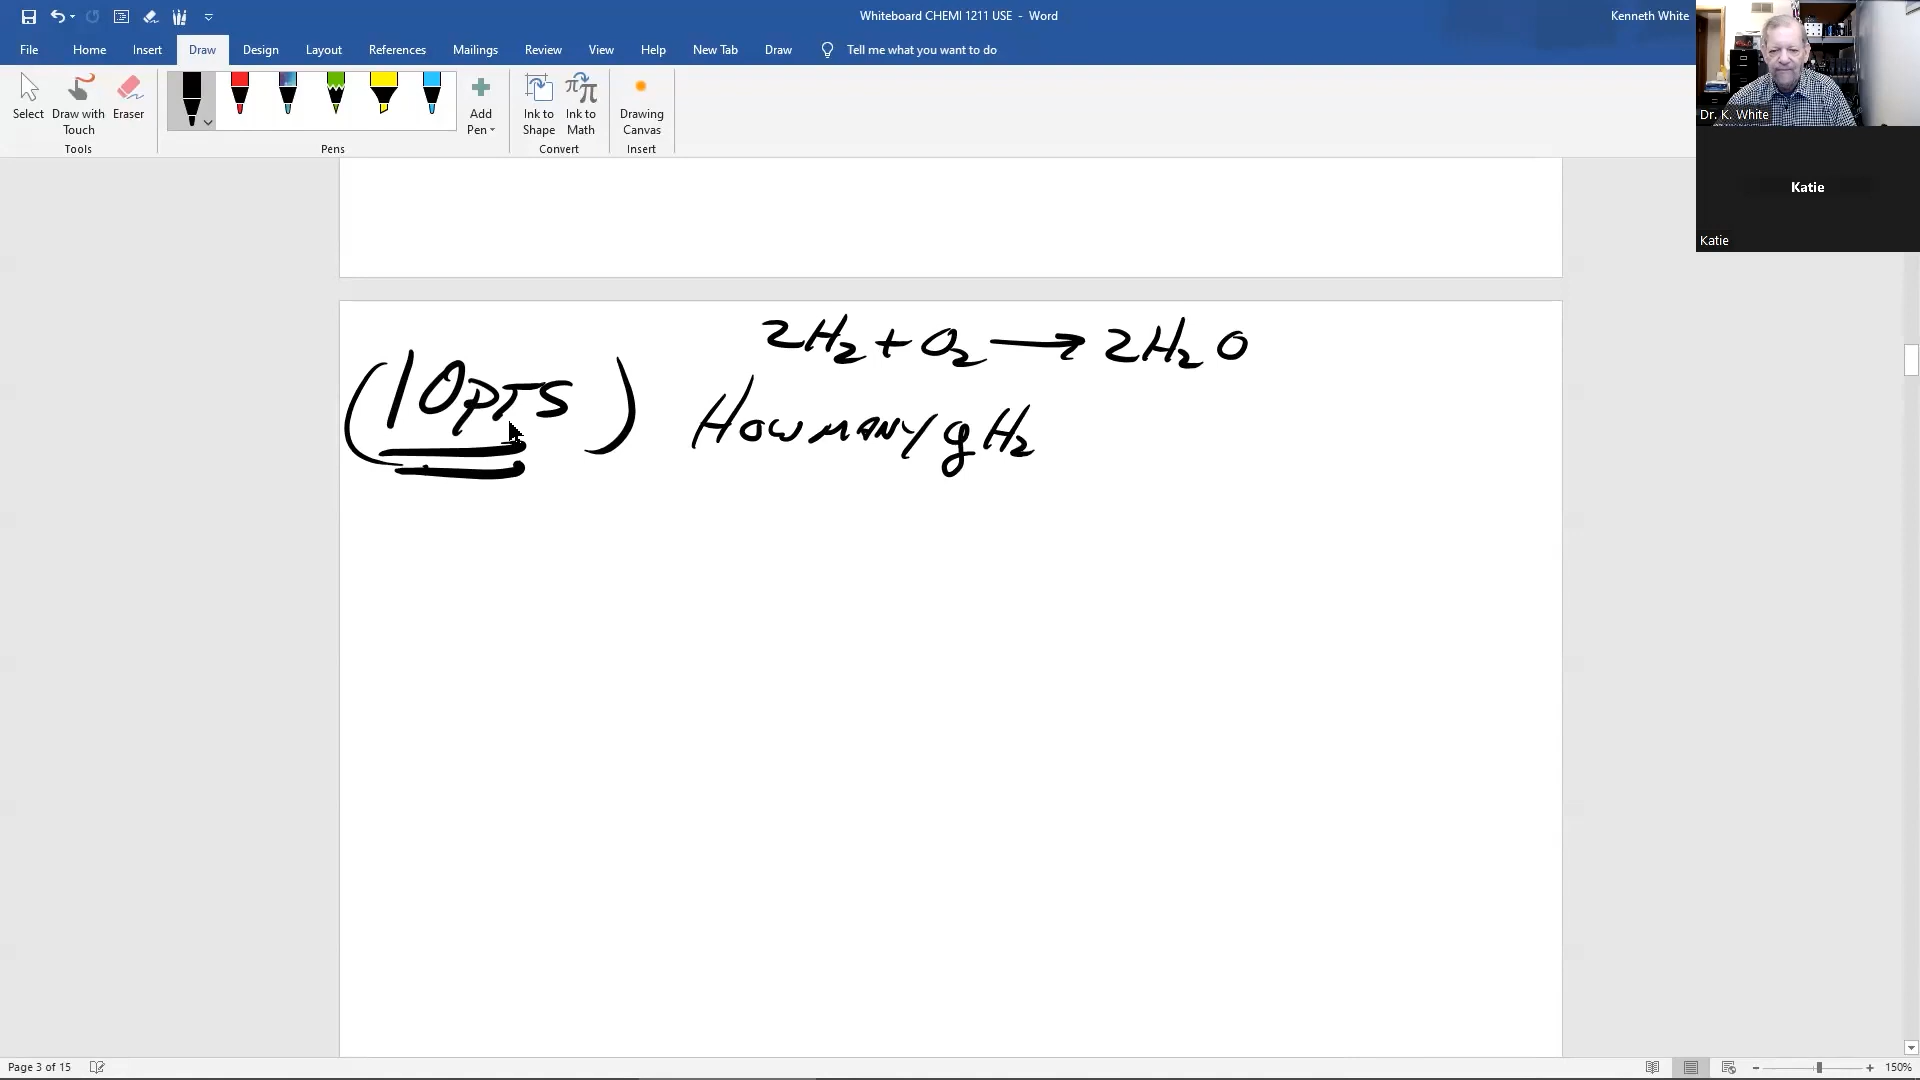 Whiteboard CHEMI 1211 USE - Word
Kenneth White
File Home Insert Draw Design Layout References Mailings Review View Help New Tab Draw Tell me what you want to do
Select
Draw with Touch
Eraser
Tools
Pens
Add Pen
Ink to Shape
Ink to Math
Convert
Drawing Canvas
Insert
Dr. K. White
Katie
Katie
2H₂ + O₂ → 2H₂O
(10 PTS)
HOW MANY g H₂
Page 3 of 15
150%